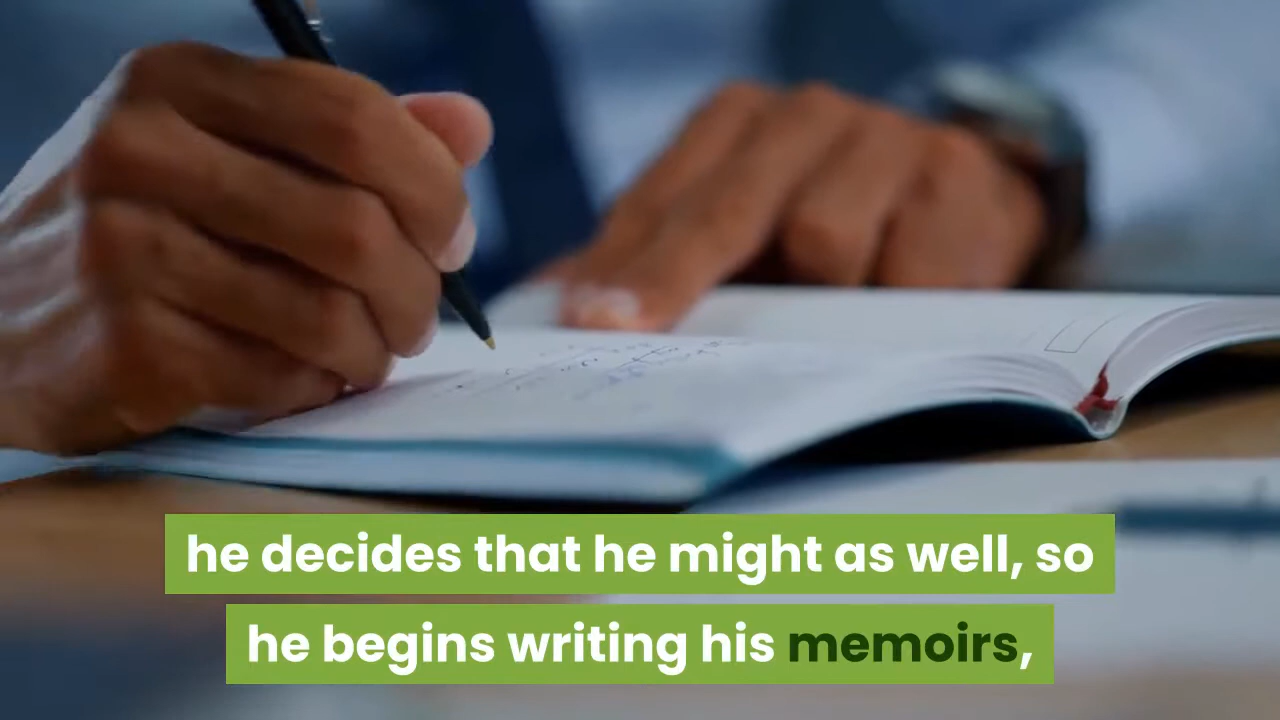 he decides that he might as well, so
he begins writing his memoirs,